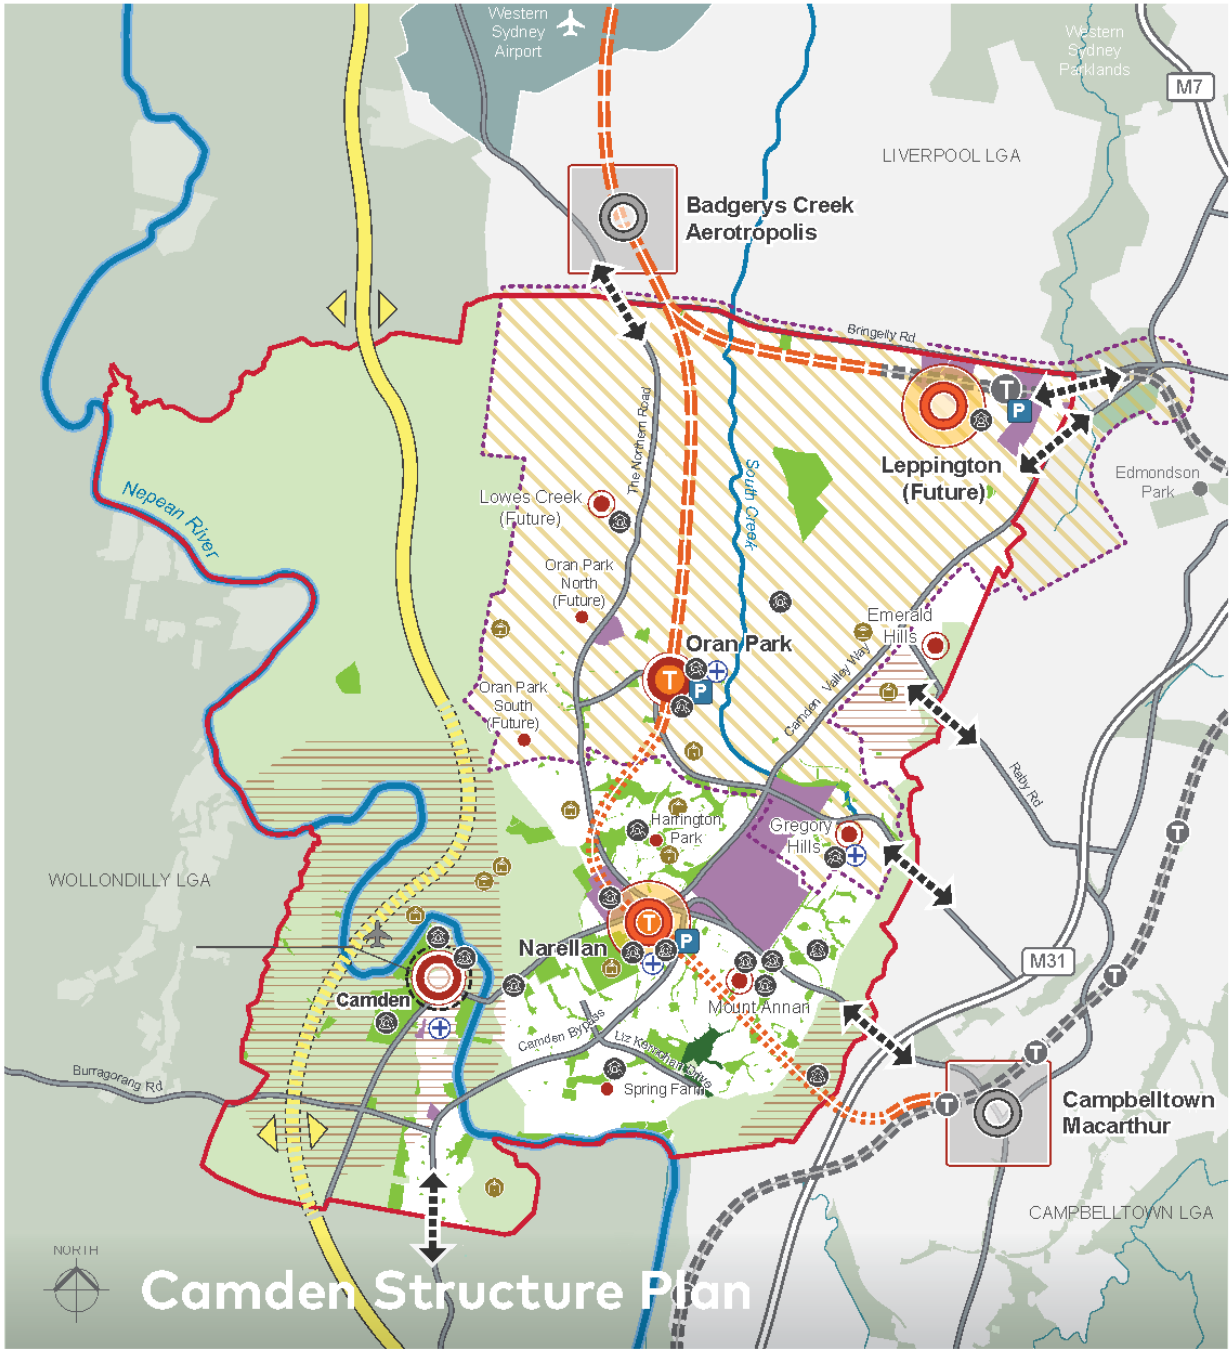 Western
Sydney
Airport
Western
Sydney
Parklands
M7
LIVERPOOL LGA
Badgerys Creek
Aerotropolis
Bringelly Rd
T
P
The Northern Road
Leppington
(Future)
Edmondson
Park
Nepean River
Lowes Creek
(Future)
South Creek
Oran Park
North
(Future)
Emerald
Hills
Oran Park
T
P
Camden Valley Way
Oran Park
South
(Future)
Raby Rd
Harrington
Park
Gregory
Hills
T
WOLLONDILLY LGA
T
P
Narellan
M31
T
Camden
Mount Annan
Camden Bypass
Liz Kernohan Drive
T
Burragorang Rd
Spring Farm
T
Campbelltown
Macarthur
CAMPBELLTOWN LGA
NORTH
Camden Structure Plan